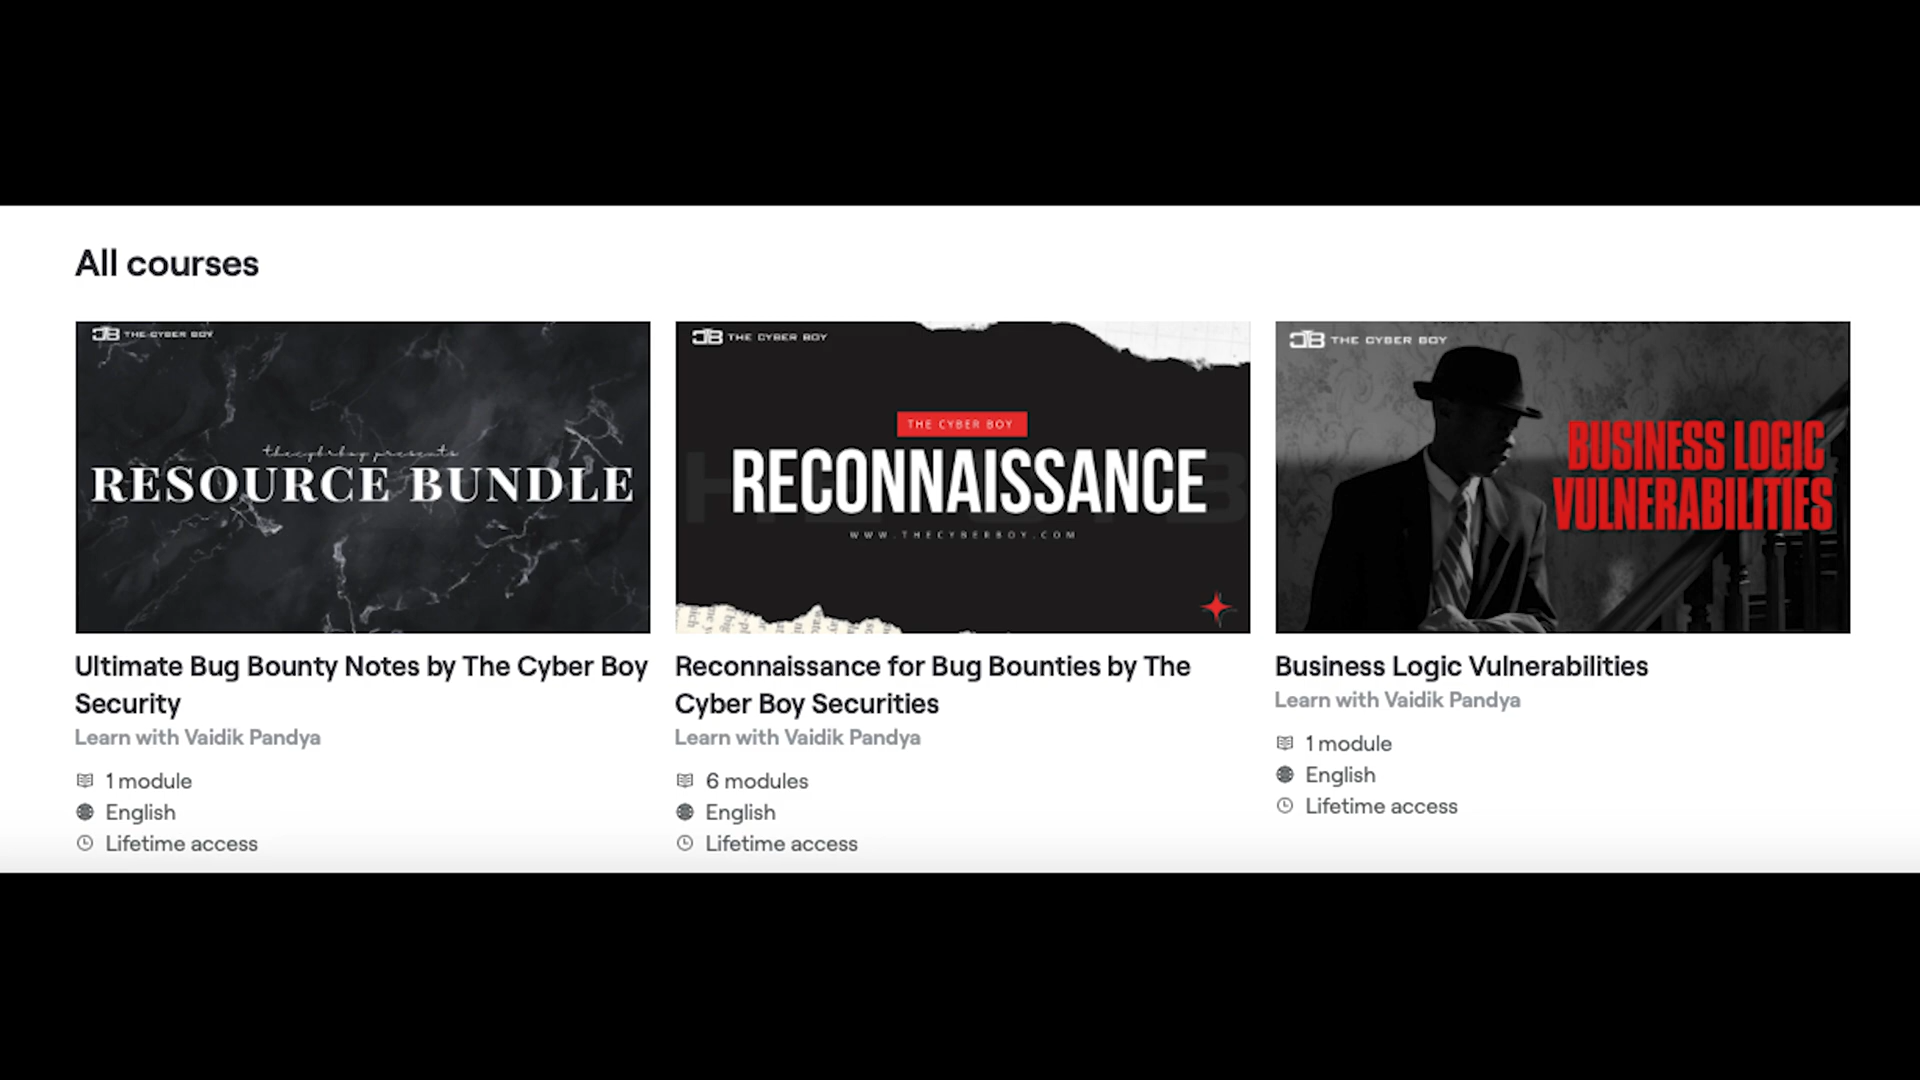 All courses
THE CYBER BOY
thecyberboy presents
RESOURCE BUNDLE
Ultimate Bug Bounty Notes by The Cyber Boy
Security
Learn with Vaidik Pandya
1 module
English
Lifetime access
THE CYBER BOY
THE CYBER BOY
RECONNAISSANCE
WWW.THECYBERBOY.COM
Reconnaissance for Bug Bounties by The
Cyber Boy Securities
Learn with Vaidik Pandya
6 modules
English
Lifetime access
THE CYBER BOY
BUSINESS LOGIC
VULNERABILITIES
Business Logic Vulnerabilities
Learn with Vaidik Pandya
1 module
English
Lifetime access